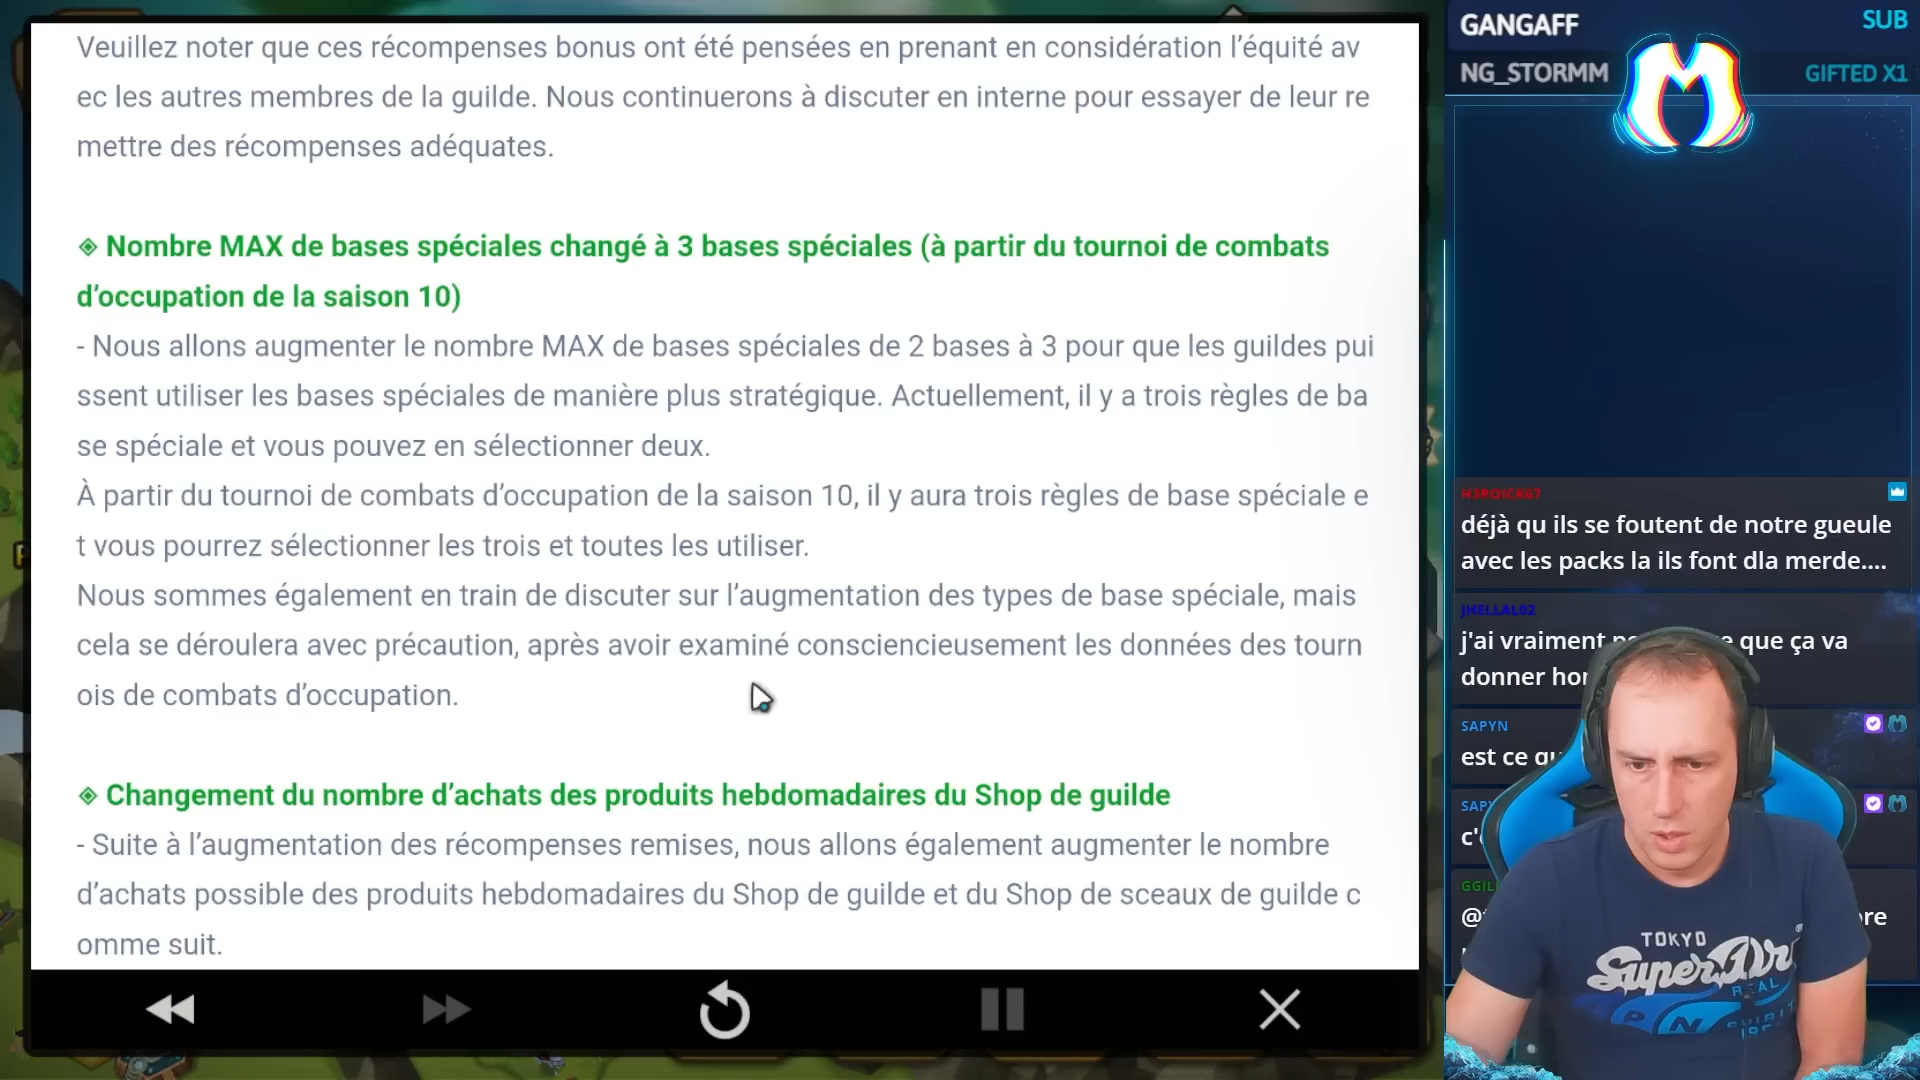 Veuillez noter que ces récompenses bonus ont été pensées en prenant en considération l’équité av
ec les autres membres de la guilde. Nous continuerons à discuter en interne pour essayer de leur re
mettre des récompenses adéquates.
◈ Nombre MAX de bases spéciales changé à 3 bases spéciales (à partir du tournoi de combats
d’occupation de la saison 10)
- Nous allons augmenter le nombre MAX de bases spéciales de 2 bases à 3 pour que les guildes pui
ssent utiliser les bases spéciales de manière plus stratégique. Actuellement, il y a trois règles de ba
se spéciale et vous pouvez en sélectionner deux.
À partir du tournoi de combats d’occupation de la saison 10, il y aura trois règles de base spéciale e
t vous pourrez sélectionner les trois et toutes les utiliser.
Nous sommes également en train de discuter sur l’augmentation des types de base spéciale, mais
cela se déroulera avec précaution, après avoir examiné consciencieusement les données des tourn
ois de combats d’occupation.
◈ Changement du nombre d’achats des produits hebdomadaires du Shop de guilde
- Suite à l’augmentation des récompenses remises, nous allons également augmenter le nombre
d’achats possible des produits hebdomadaires du Shop de guilde et du Shop de sceaux de guilde c
omme suit.
GANGAFF SUB
NG_STORMM GIFTED X1
H3ROICK67
déjà qu ils se foutent de notre gueule
avec les packs la ils font dla merde....
JHELLAL02
j'ai vraiment que ça va
donner
SAPYN
est ce
TOKYO
SuperDry
REAL